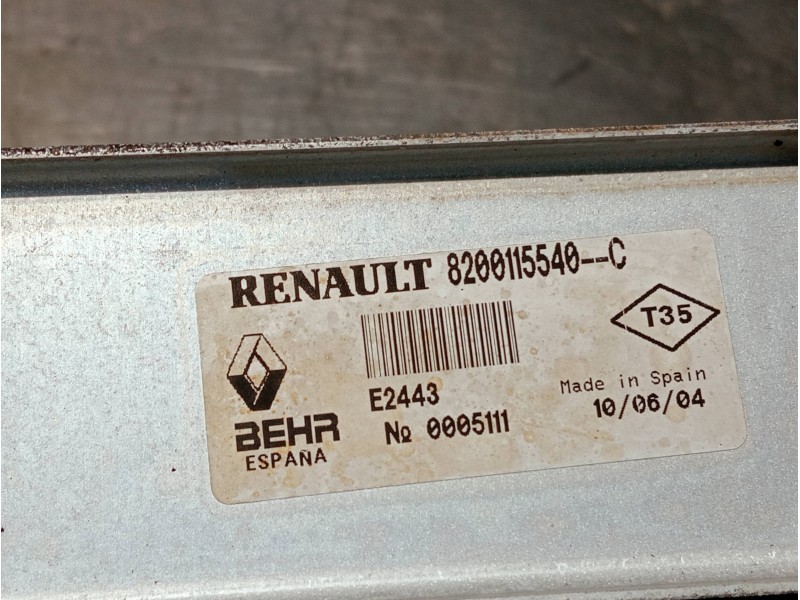 RENAULT 8200115540--C
T35
E2443
Made in Spain
BEHR
ESPAÑA
№ 0005111
10/06/04